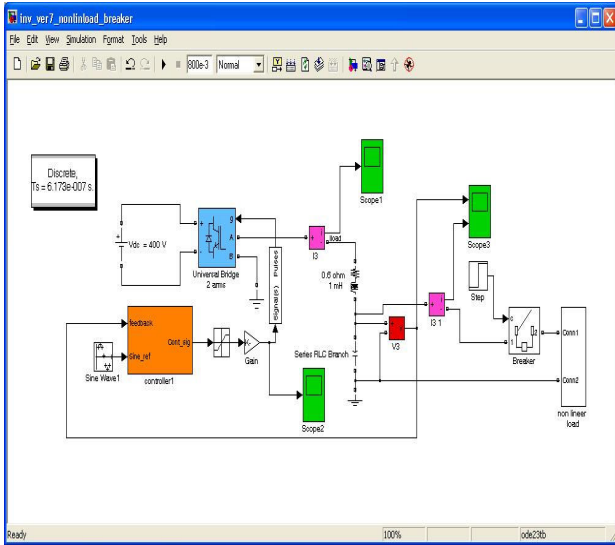 inv_ver7_nonlinload_breaker
File Edit View Simulation Format Tools Help
800e-3 Normal
Discrete,
Ts = 6.173e-007 s.
Vdc = 400 V
g
A
B
+
-
Universal Bridge
2 arms
Signal(s) Pulses
I3
Iload
Scope1
0.6 ohm
1 mH
Series RLC Branch
V3
I3 1
Scope3
Step
c
1
2
Breaker
Conn1
Conn2
non linear
load
feedback
Sine_ref
Cont_sig
controller1
Sine Wave1
Gain
Scope2
Ready
100%
ode23tb